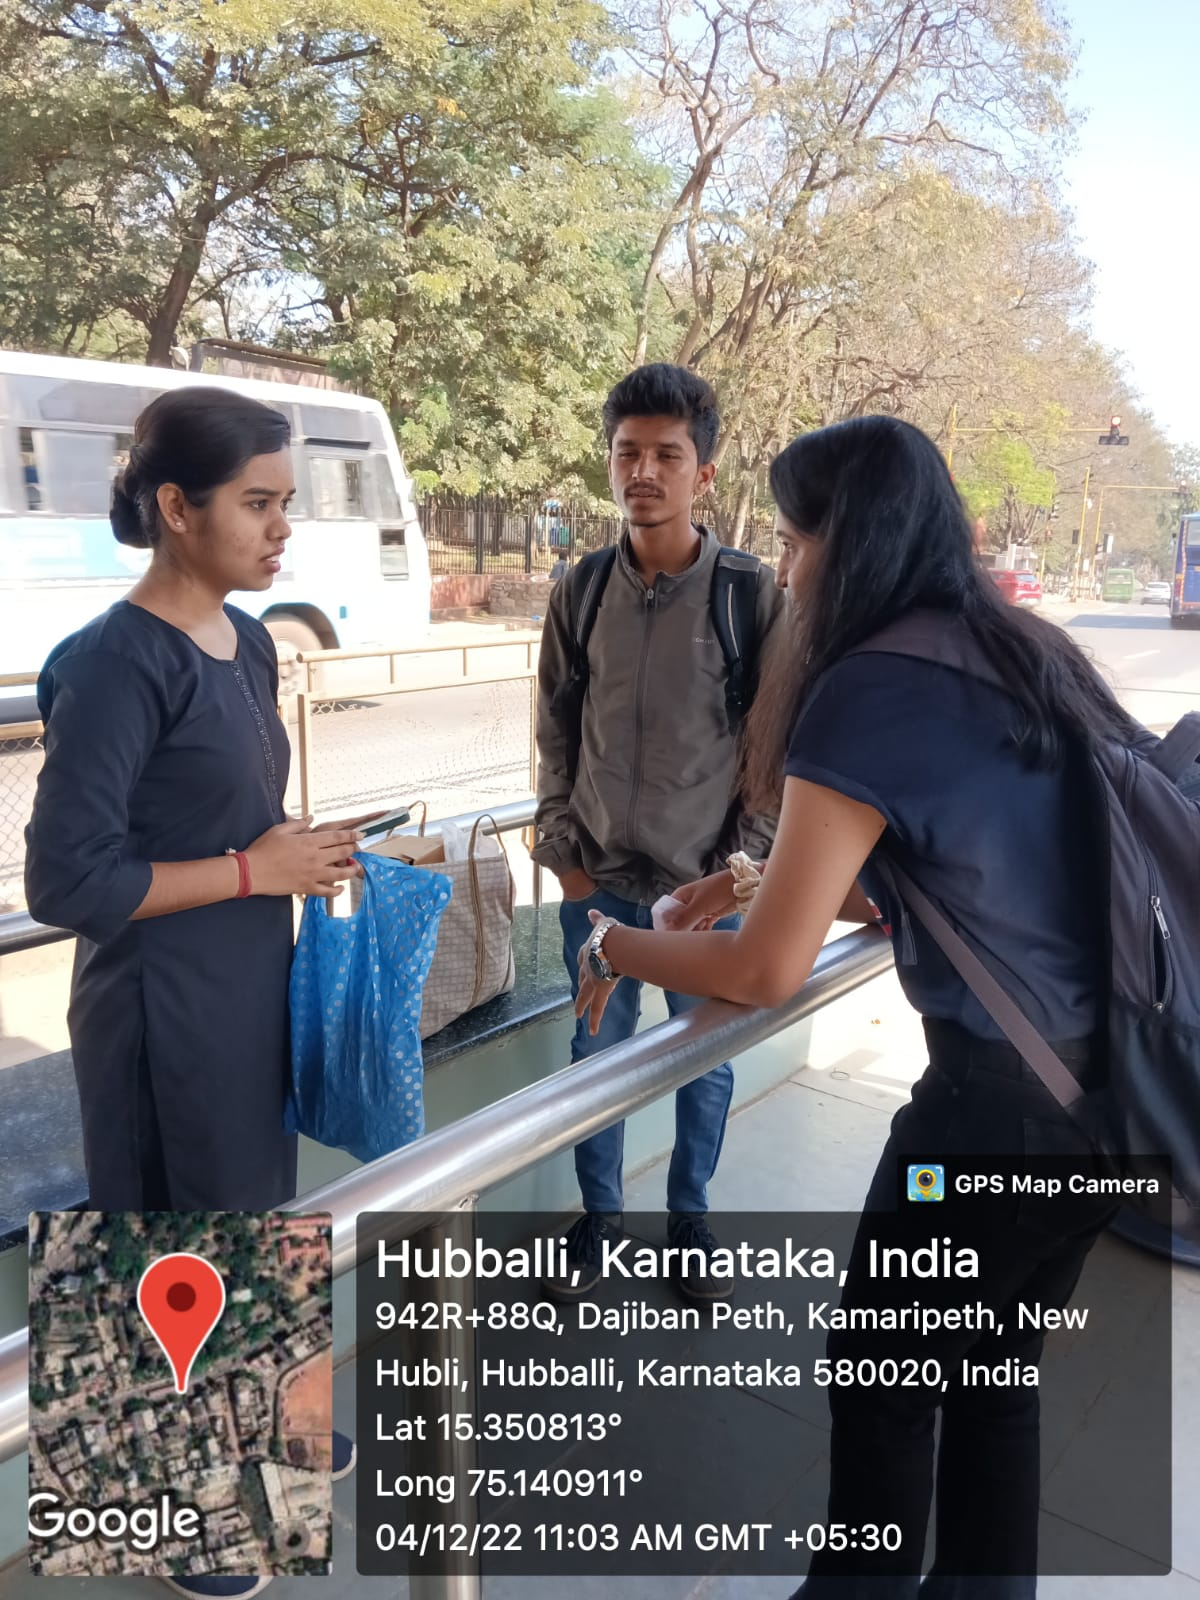 GPS Map Camera
Hubballi, Karnataka, India
942R+88Q, Dajiban Peth, Kamaripeth, New
Hubli, Hubballi, Karnataka 580020, India
Lat 15.350813°
Long 75.140911°
04/12/22 11:03 AM GMT +05:30
Google